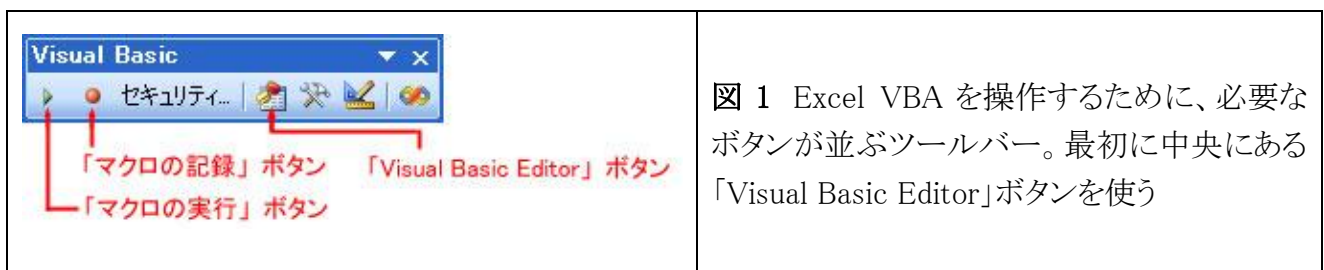 Visual Basic
セキュリティ...
「マクロの記録」ボタン
「Visual Basic Editor」ボタン
「マクロの実行」ボタン
図 1 Excel VBA を操作するために、必要な
ボタンが並ぶツールバー。最初に中央にある
「Visual Basic Editor」ボタンを使う